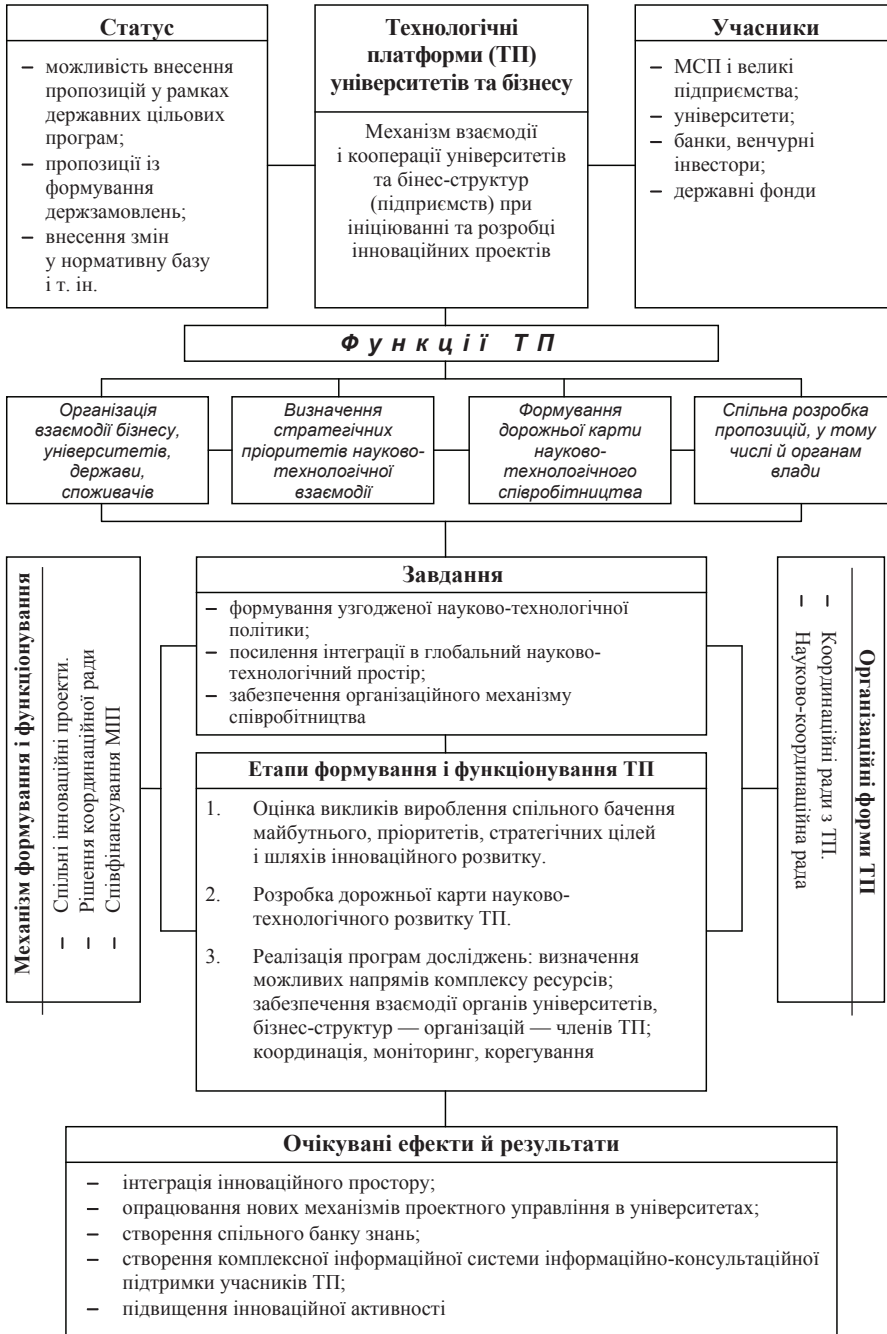 Статус
– можливість внесення
пропозицій у рамках
державних цільових
програм;
– пропозиції із
формування
держзамовлень;
– внесення змін
у нормативну базу
і т. ін.
Технологічні
платформи (ТП)
університетів та бізнесу
Механізм взаємодії
і кооперації університетів
та бінес-структур
(підприємств) при
ініціюванні та розробці
інноваційних проектів
Учасники
– МСП і великі
підприємства;
– університети;
– банки, венчурні
інвестори;
– державні фонди
Функції ТП
Організація
взаємодії бізнесу,
університетів,
держави,
споживачів
Визначення
стратегічних
пріоритетів науково-
технологічної
взаємодії
Формування
дорожньої карти
науково-
технологічного
співробітництва
Спільна розробка
пропозицій, у тому
числі й органам
влади
Механізм формування і функціонування
– Спільні інноваційні проекти.
– Рішення координаційної ради
– Співфінансування МІП
Завдання
– формування узгодженої науково-технологічної
політики;
– посилення інтеграції в глобальний науково-
технологічний простір;
– забезпечення організаційного механізму
співробітництва
Етапи формування і функціонування ТП
1. Оцінка викликів вироблення спільного бачення
майбутнього, пріоритетів, стратегічних цілей
і шляхів інноваційного розвитку.
2. Розробка дорожньої карти науково-
технологічного розвитку ТП.
3. Реалізація програм досліджень: визначення
можливих напрямів комплексу ресурсів;
забезпечення взаємодії органів університетів,
бізнес-структур — організацій — членів ТП;
координація, моніторинг, корегування
Організаційні форми ТП
– Координаційні ради з ТП.
– Науково-координаційна рада
Очікувані ефекти й результати
– інтеграція інноваційного простору;
– опрацювання нових механізмів проектного управління в університетах;
– створення спільного банку знань;
– створення комплексної інформаційної системи інформаційно-консультаційної
підтримки учасників ТП;
– підвищення інноваційної активності